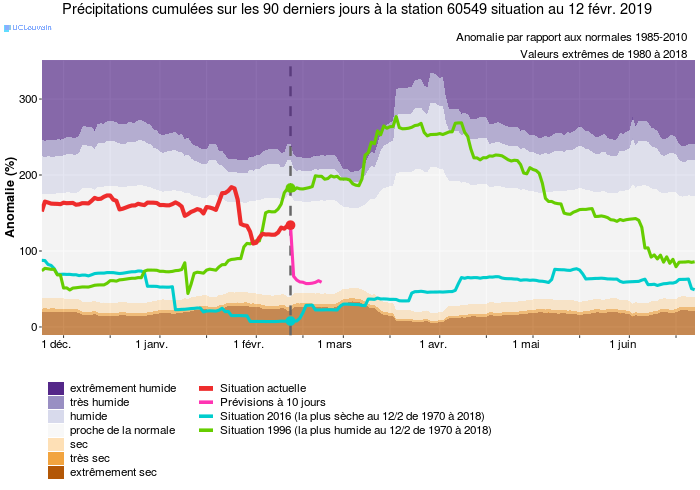 Précipitations cumulées sur les 90 derniers jours à la station 60549 situation au 12 févr. 2019
UCLouvain
Anomalie par rapport aux normales 1985-2010
Valeurs extrêmes de 1980 à 2018
Anomalie (%)
300
200
100
0
1 déc.
1 janv.
1 févr.
1 mars
1 avr.
1 mai
1 juin
extrêmement humide
très humide
humide
proche de la normale
sec
très sec
extrêmement sec
Situation actuelle
Prévisions à 10 jours
Situation 2016 (la plus sèche au 12/2 de 1970 à 2018)
Situation 1996 (la plus humide au 12/2 de 1970 à 2018)